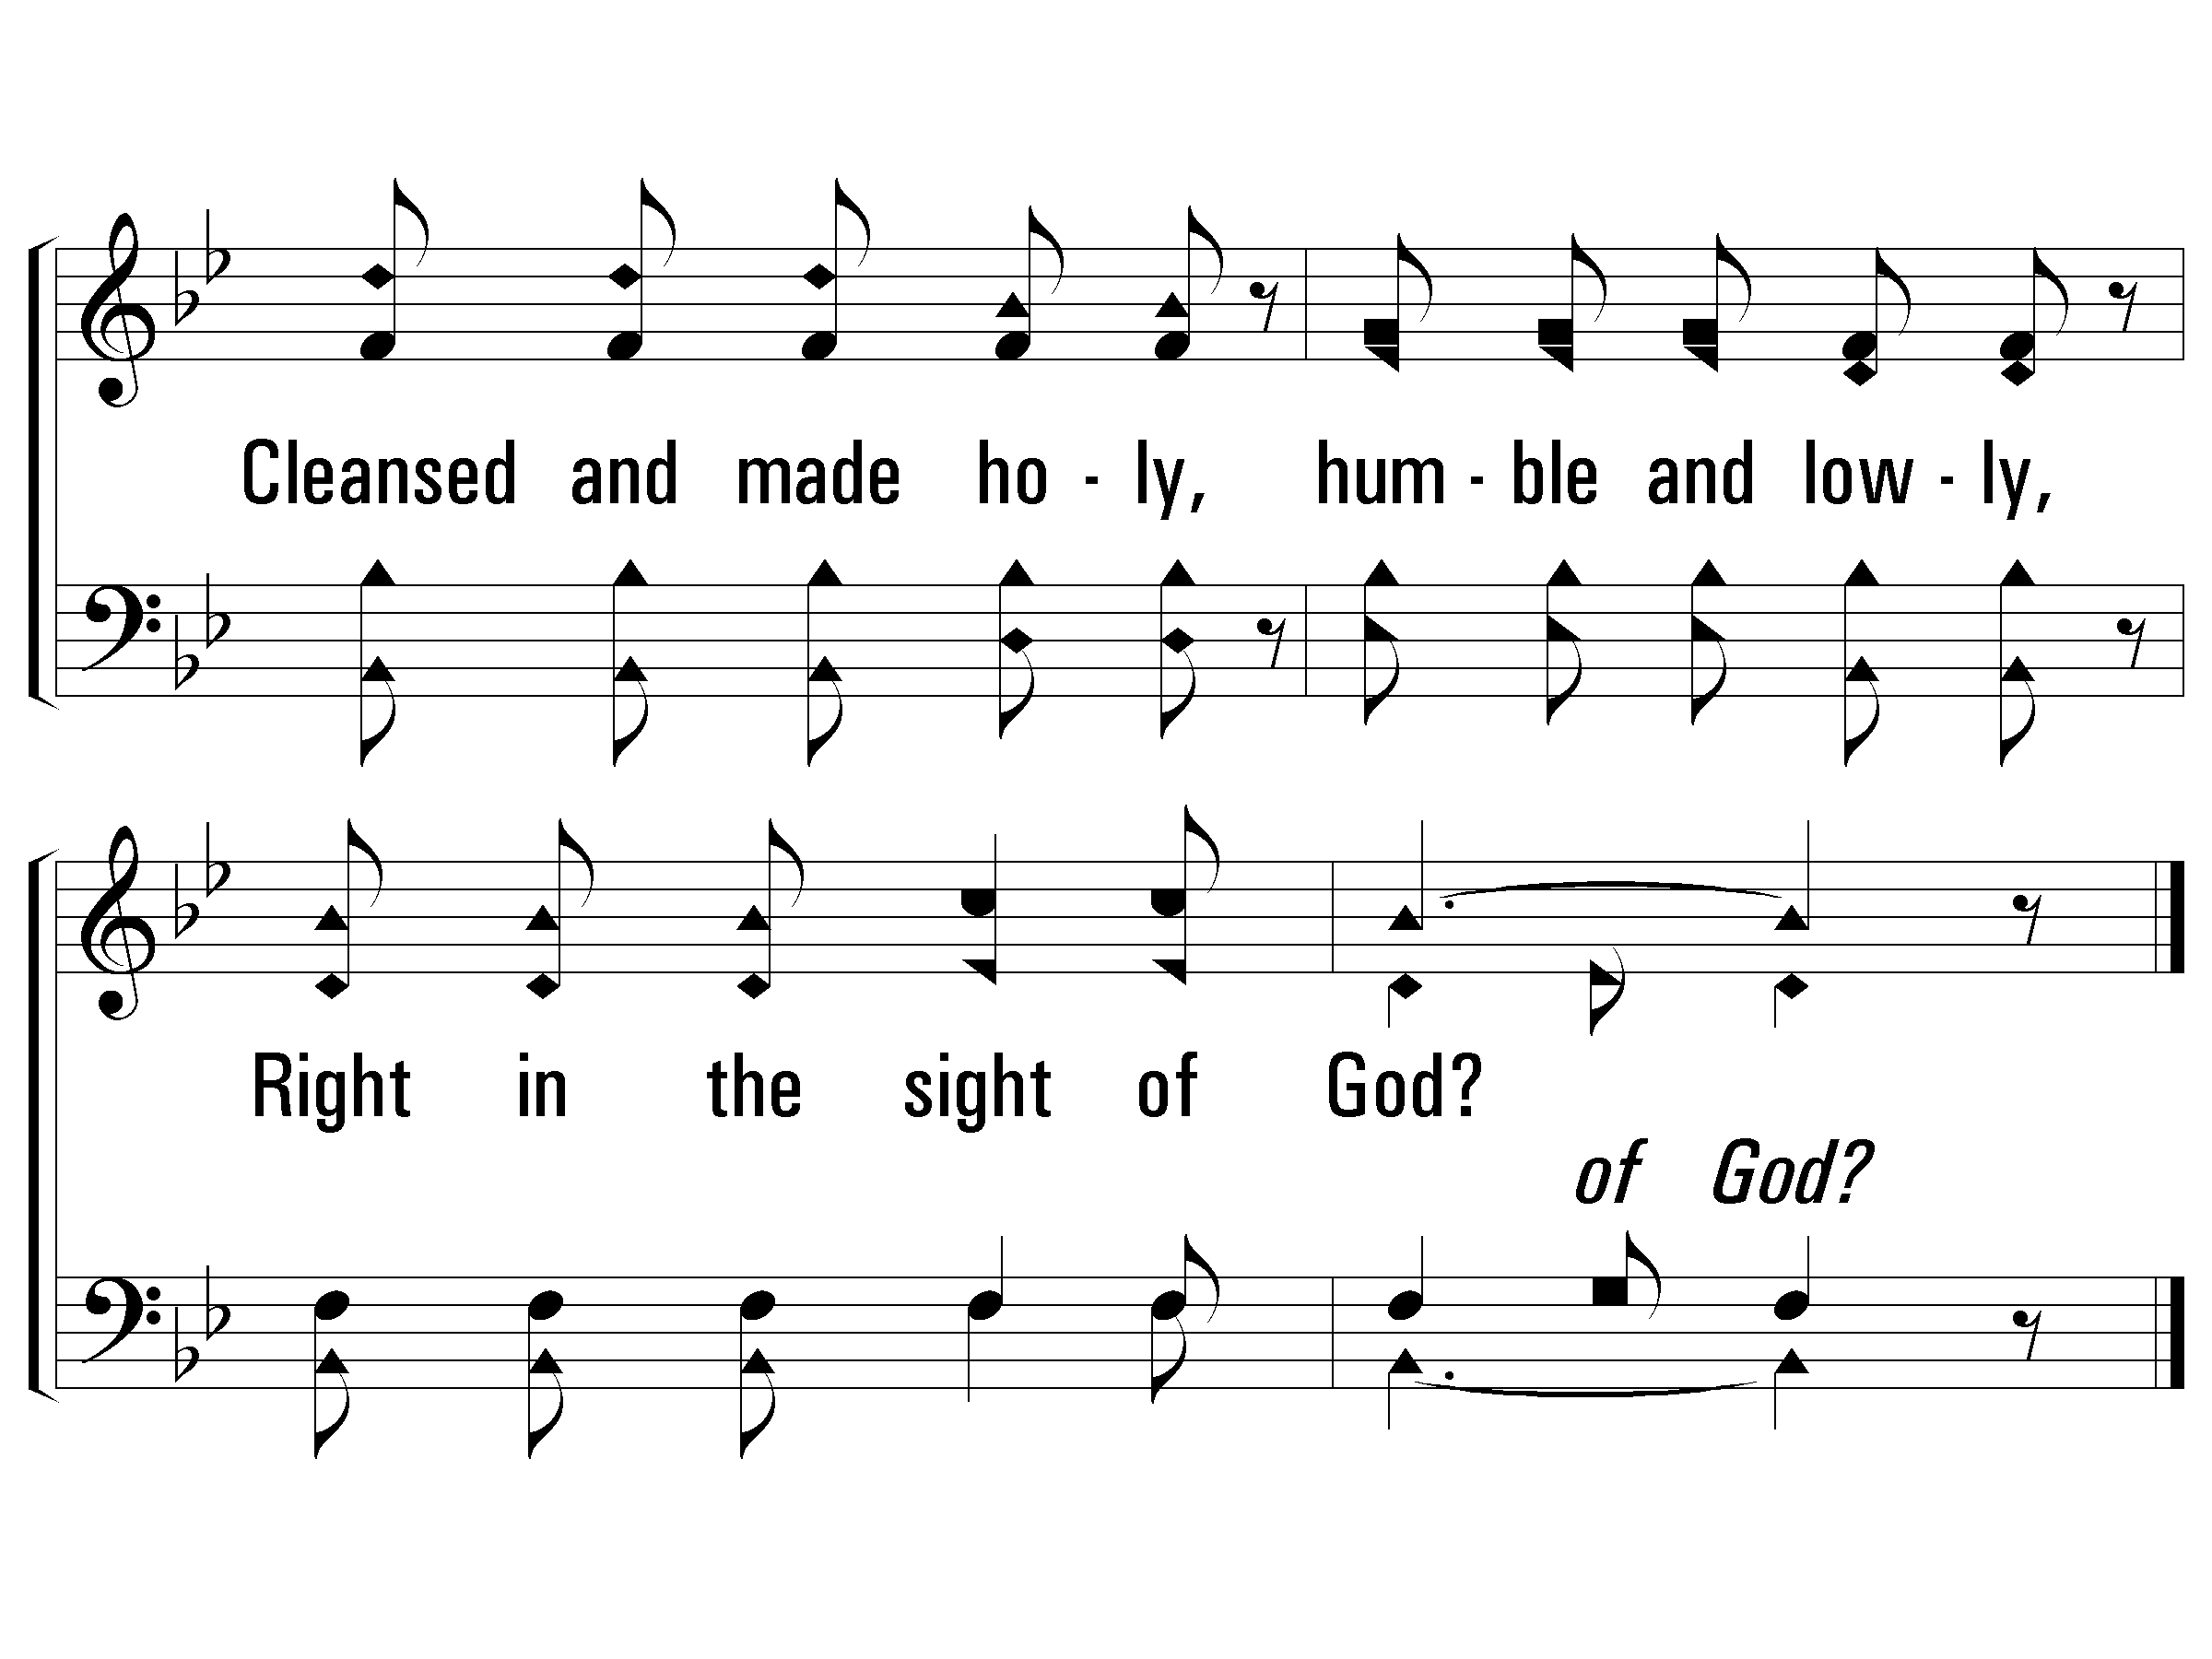 Cleansed and made ho - ly, hum - ble and low - ly,
Right in the sight of God?
of God?